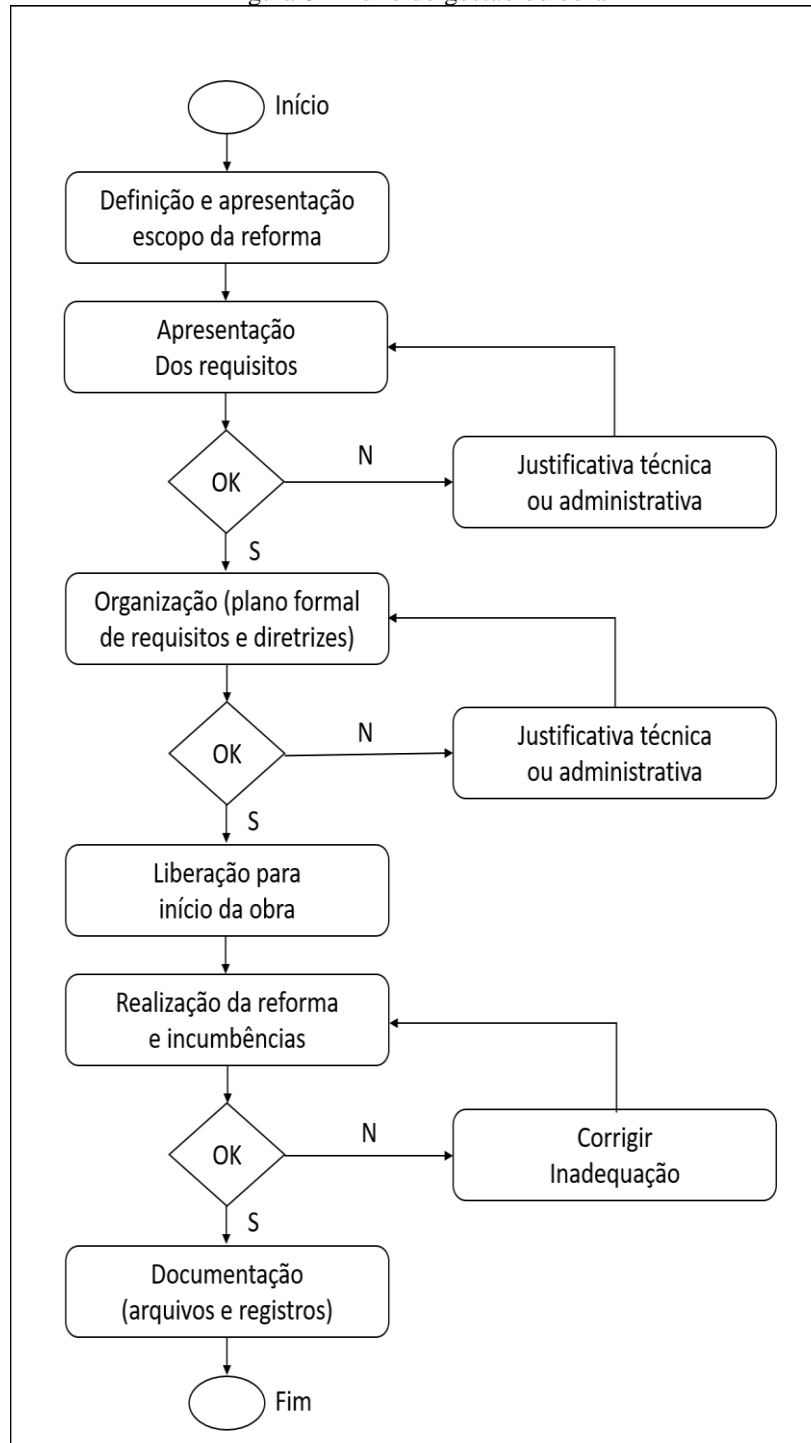 Início
Definição e apresentação
escopo da reforma
Apresentação
Dos requisitos
OK
N
Justificativa técnica
ou administrativa
S
Organização (plano formal
de requisitos e diretrizes)
OK
N
Justificativa técnica
ou administrativa
S
Liberação para
início da obra
Realização da reforma
e incumbências
OK
N
Corrigir
Inadequação
S
Documentação
(arquivos e registros)
Fim